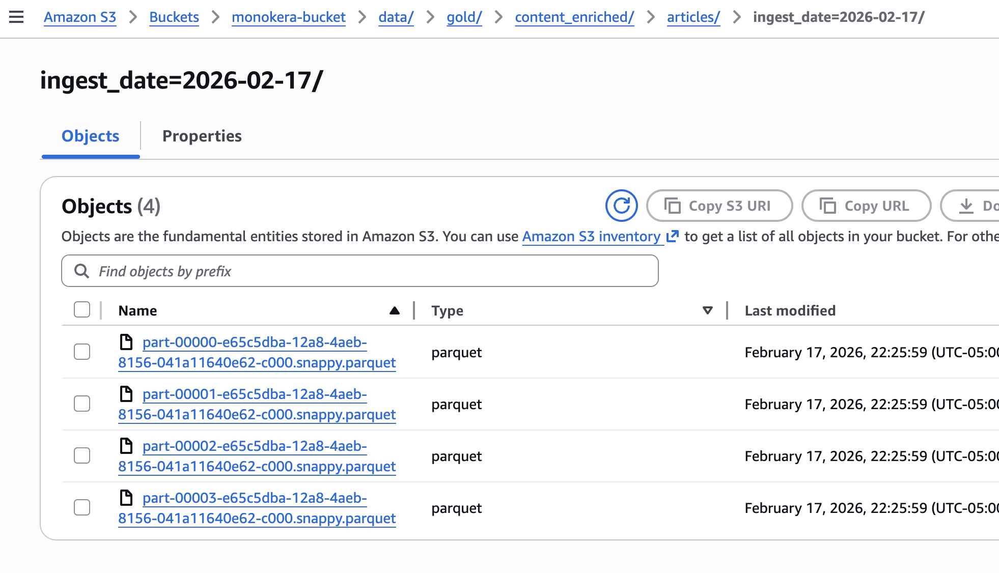 Amazon S3 > Buckets > monokera-bucket > data/ > gold/ > content_enriched/ > articles/ > ingest_date=2026-02-17/
ingest_date=2026-02-17/
Objects Properties
Objects (4)
Copy S3 URI Copy URL Do
Objects are the fundamental entities stored in Amazon S3. You can use Amazon S3 inventory to get a list of all objects in your bucket. For othe
Find objects by prefix
Name Type Last modified
part-00000-e65c5dba-12a8-4aeb-
8156-041a11640e62-c000.snappy.parquet
parquet
February 17, 2026, 22:25:59 (UTC-05:00
part-00001-e65c5dba-12a8-4aeb-
8156-041a11640e62-c000.snappy.parquet
parquet
February 17, 2026, 22:25:59 (UTC-05:00
part-00002-e65c5dba-12a8-4aeb-
8156-041a11640e62-c000.snappy.parquet
parquet
February 17, 2026, 22:25:59 (UTC-05:00
part-00003-e65c5dba-12a8-4aeb-
8156-041a11640e62-c000.snappy.parquet
parquet
February 17, 2026, 22:25:59 (UTC-05:00